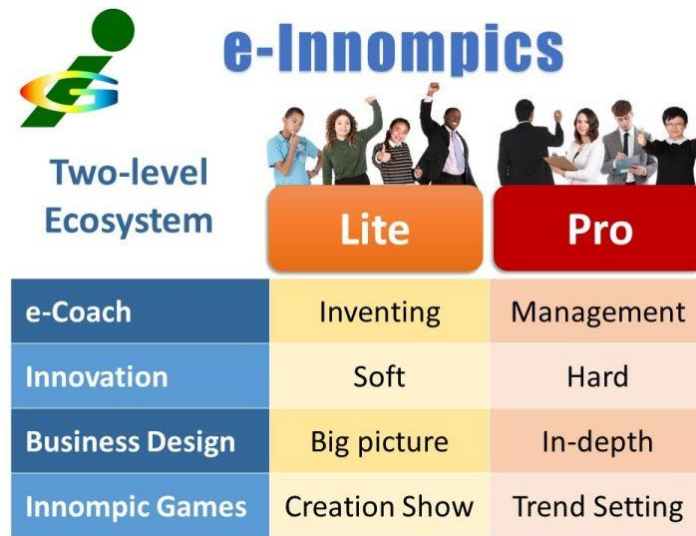 e-Innompics
Two-level
Ecosystem
Lite
Pro
e-Coach
Inventing
Management
Innovation
Soft
Hard
Business Design
Big picture
In-depth
Innompic Games
Creation Show
Trend Setting